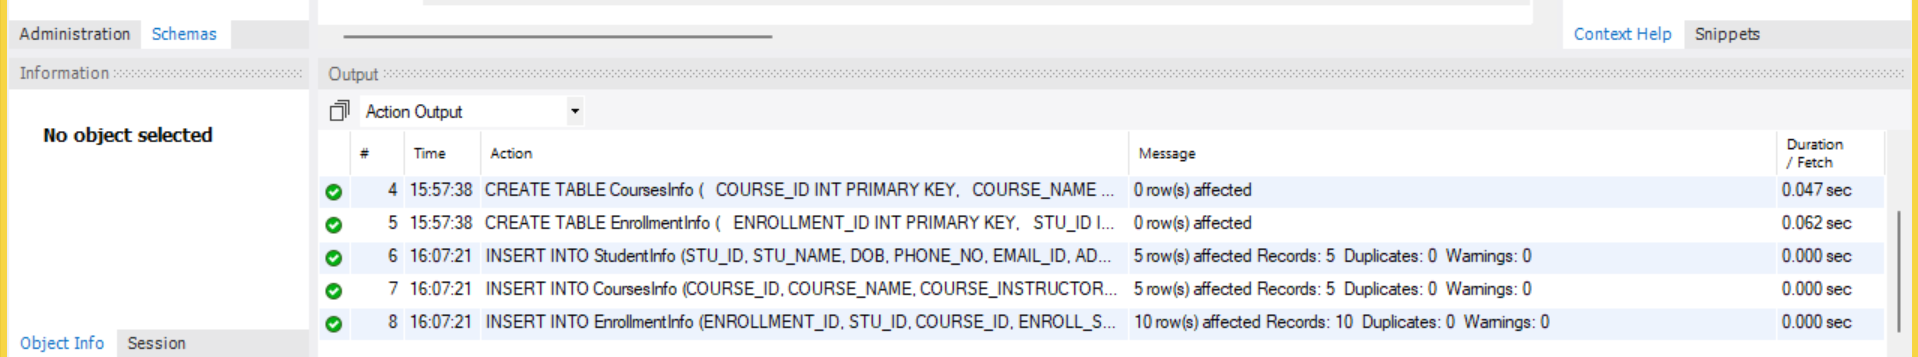 Administration Schemas
Context Help Snippets
Information
Output
Action Output
No object selected
# Time Action Message Duration / Fetch
4 15:57:38 CREATE TABLE CoursesInfo ( COURSE_ID INT PRIMARY KEY, COURSE_NAME ... 0 row(s) affected 0.047 sec
5 15:57:38 CREATE TABLE EnrollmentInfo ( ENROLLMENT_ID INT PRIMARY KEY, STU_ID I... 0 row(s) affected 0.062 sec
6 16:07:21 INSERT INTO StudentInfo (STU_ID, STU_NAME, DOB, PHONE_NO, EMAIL_ID, AD... 5 row(s) affected Records: 5 Duplicates: 0 Warnings: 0 0.000 sec
7 16:07:21 INSERT INTO CoursesInfo (COURSE_ID, COURSE_NAME, COURSE_INSTRUCTOR... 5 row(s) affected Records: 5 Duplicates: 0 Warnings: 0 0.000 sec
8 16:07:21 INSERT INTO EnrollmentInfo (ENROLLMENT_ID, STU_ID, COURSE_ID, ENROLL_S... 10 row(s) affected Records: 10 Duplicates: 0 Warnings: 0 0.000 sec
Object Info Session